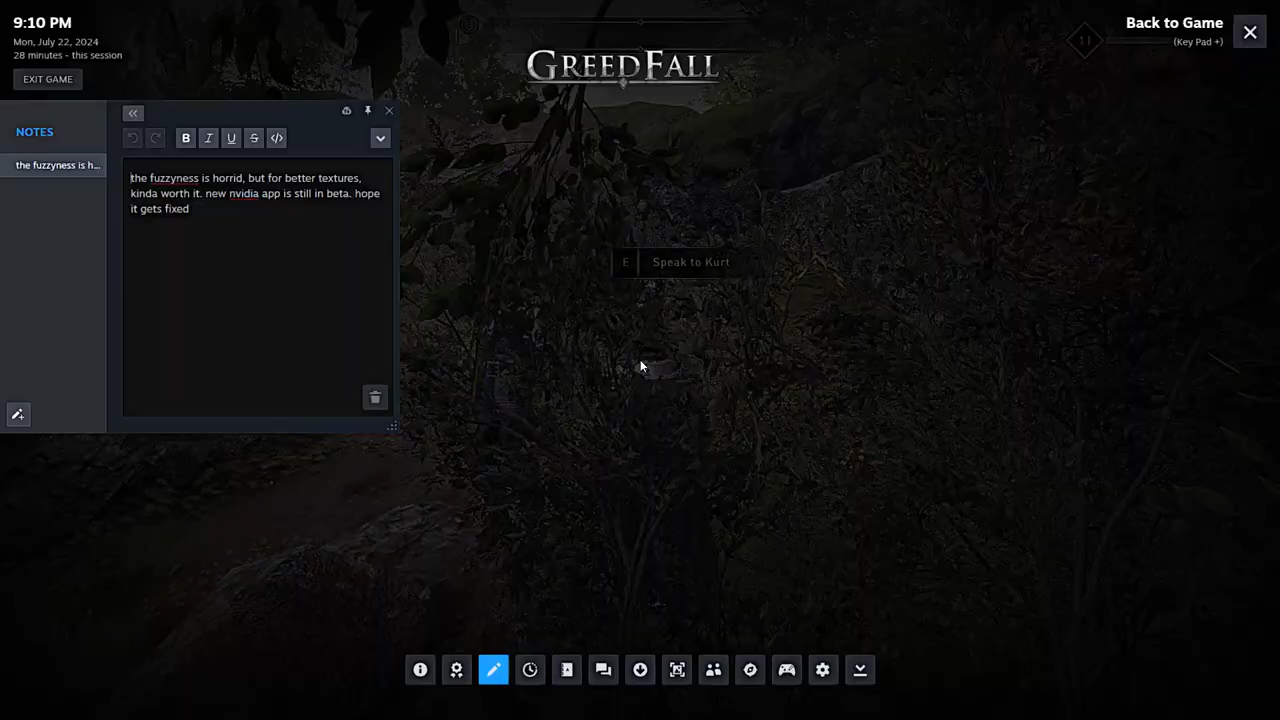 9:10 PM
Mon, July 22, 2024
28 minutes - this session
EXIT GAME
GREEDFALL
11
Back to Game
(Key Pad +)
NOTES
the fuzzyness is h...
B I U S </>
the fuzzyness is horrid, but for better textures,
kinda worth it. new nvidia app is still in beta. hope
it gets fixed
E Speak to Kurt